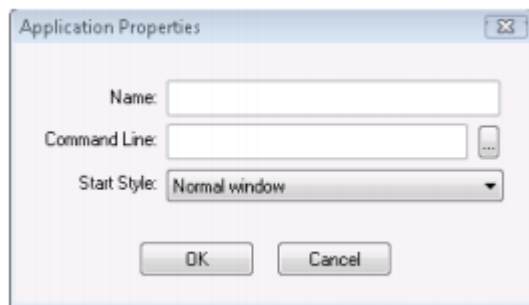 Application Properties
Name:
Command Line:
...
Start Style: Normal window
OK Cancel